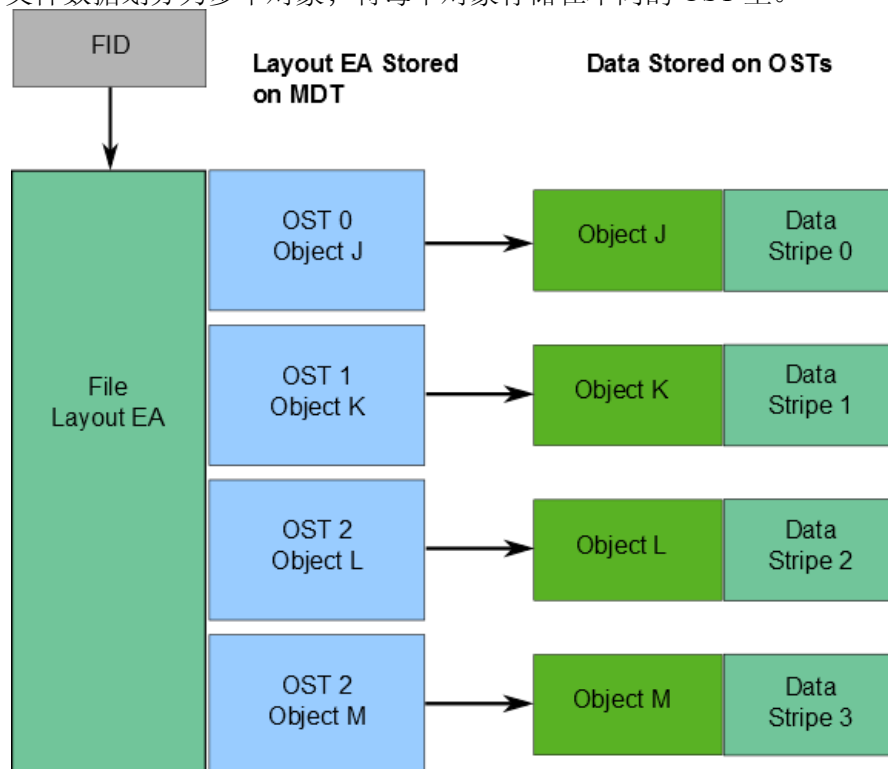 FID
Layout EA Stored
on MDT
Data Stored on OSTs
File
Layout EA
OST 0
Object J
Object J
Data
Stripe 0
OST 1
Object K
Object K
Data
Stripe 1
OST 2
Object L
Object L
Data
Stripe 2
OST 2
Object M
Object M
Data
Stripe 3